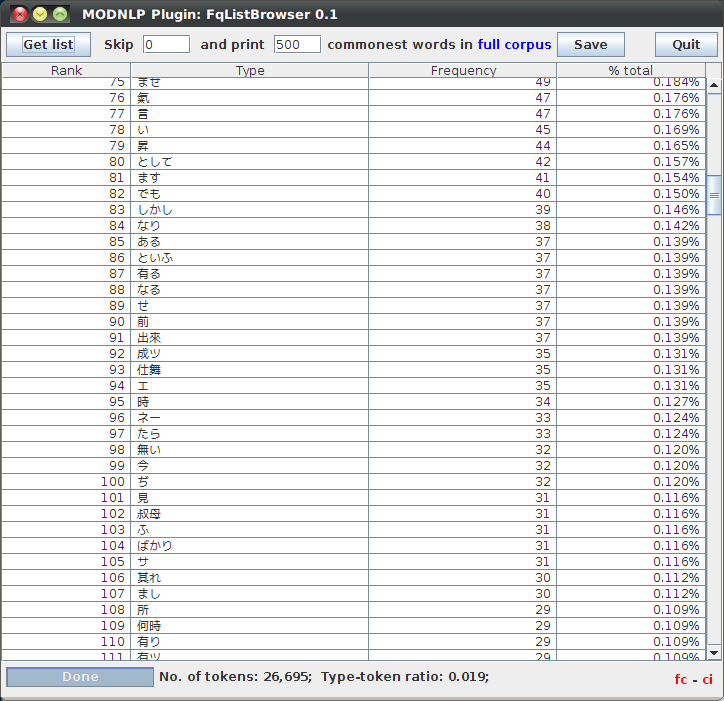 MODNLP Plugin: FqListBrowser 0.1
Get list Skip 0 and print 500 commonest words in full corpus Save Quit
Rank Type Frequency % total
75 ませ 49 0.184%
76 氣 47 0.176%
77 言 47 0.176%
78 い 45 0.169%
79 昇 44 0.165%
80 として 42 0.157%
81 ます 41 0.154%
82 でも 40 0.150%
83 しかし 39 0.146%
84 なり 38 0.142%
85 ある 37 0.139%
86 といふ 37 0.139%
87 有る 37 0.139%
88 なる 37 0.139%
89 せ 37 0.139%
90 前 37 0.139%
91 出來 37 0.139%
92 成ツ 35 0.131%
93 仕舞 35 0.131%
94 エ 35 0.131%
95 時 34 0.127%
96 ネー 33 0.124%
97 たら 33 0.124%
98 無い 32 0.120%
99 今 32 0.120%
100 ぢ 32 0.120%
101 見 31 0.116%
102 叔母 31 0.116%
103 ふ 31 0.116%
104 ばかり 31 0.116%
105 サ 31 0.116%
106 其れ 30 0.112%
107 まし 30 0.112%
108 所 29 0.109%
109 何時 29 0.109%
110 有り 29 0.109%
111 有ツ 29 0.109%
Done No. of tokens: 26,695; Type-token ratio: 0.019; fc - ci